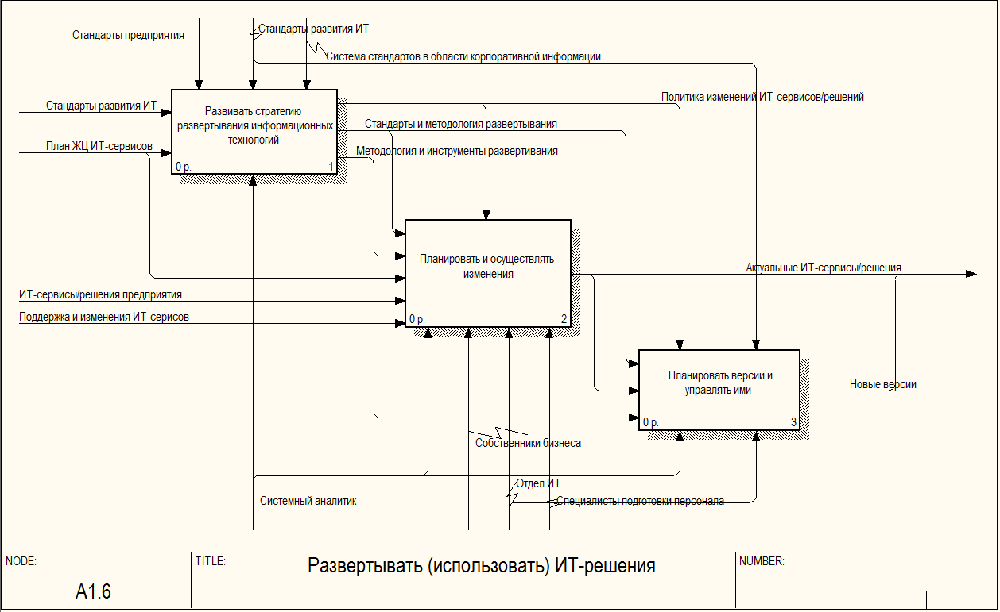 Стандарты развития ИТ
Стандарты предприятия
Система стандартов в области корпоративной информации
Политика изменений ИТ-сервисов/решений
Стандарты развития ИТ
Развивать стратегию
развертывания информационных
технологий
0 р.
1
Стандарты и методология развертывания
План ЖЦ ИТ-сервисов
Методология и инструменты развертивания
Планировать и осуществлять
изменения
0 р.
2
Актуальные ИТ-сервисы/решения
ИТ-сервисы/решения предприятия
Поддержка и изменения ИТ-серисов
Планировать версии и
управлять ими
0 р.
3
Новые версии
Собственники бизнеса
Отдел ИТ
Системный аналитик
Специалисты подготовки персонала
NODE:
A1.6
TITLE:
Развертывать (использовать) ИТ-решения
NUMBER: